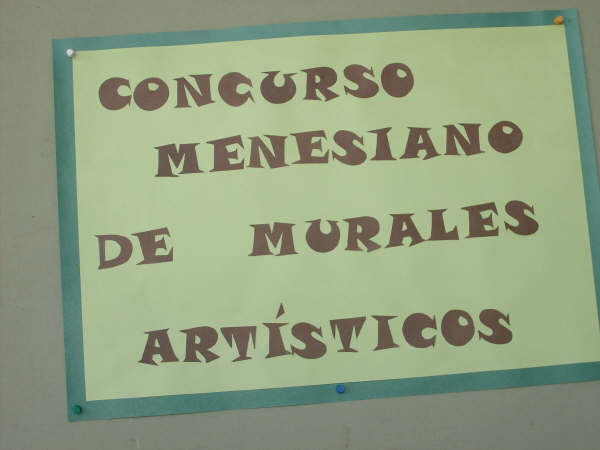 CONCURSO
MENESIANO
DE MURALES
ARTÍSTICOS